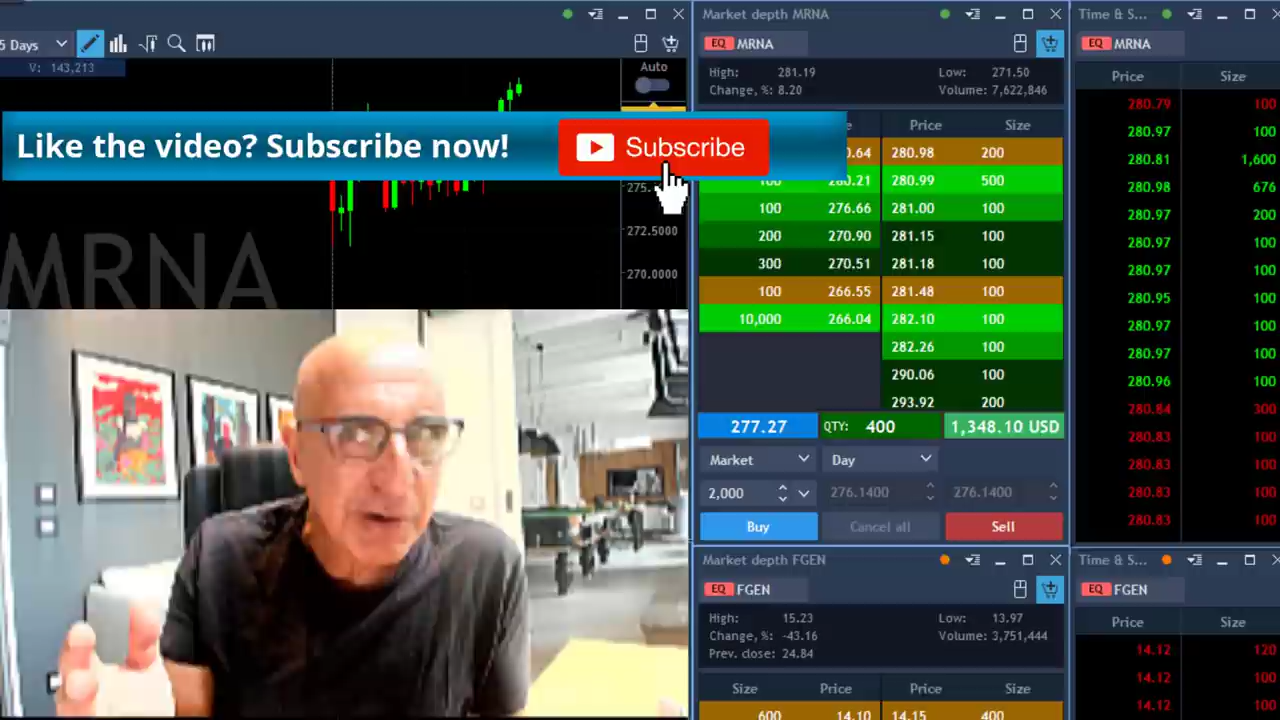 Market depth MRNA
Time & S...
5 Days
EQ MRNA
EQ MRNA
V: 143,213
Auto
High: 281.19 Low: 271.50
Change, %: 8.20 Volume: 7,622,846
Price Size
Like the video? Subscribe now!
Subscribe
Price Size
280.98 200
100 280.21 280.99 500
100 276.66 281.00 100
200 270.90 281.15 100
300 270.51 281.18 100
100 266.55 281.48 100
10,000 266.04 282.10 100
282.26 100
290.06 100
293.92 200
272.5000
270.0000
MRNA
280.79 100
280.97 100
280.81 1,600
280.98 676
280.97 200
280.97 100
280.97 100
280.95 100
280.97 100
280.97 100
280.96 100
280.84 300
280.83 100
280.83 100
280.83 100
280.83 100
277.27 QTY: 400 1,348.10 USD
Market Day
2,000 276.1400 276.1400
Buy Cancel all Sell
Market depth FGEN
Time & S...
EQ FGEN
EQ FGEN
High: 15.23 Low: 13.97
Change, %: -43.16 Volume: 3,751,444
Prev. close: 24.84
Price Size
Size Price Price Size
600 14.10 14.15 400
14.12 120
14.12 100
14.12 100